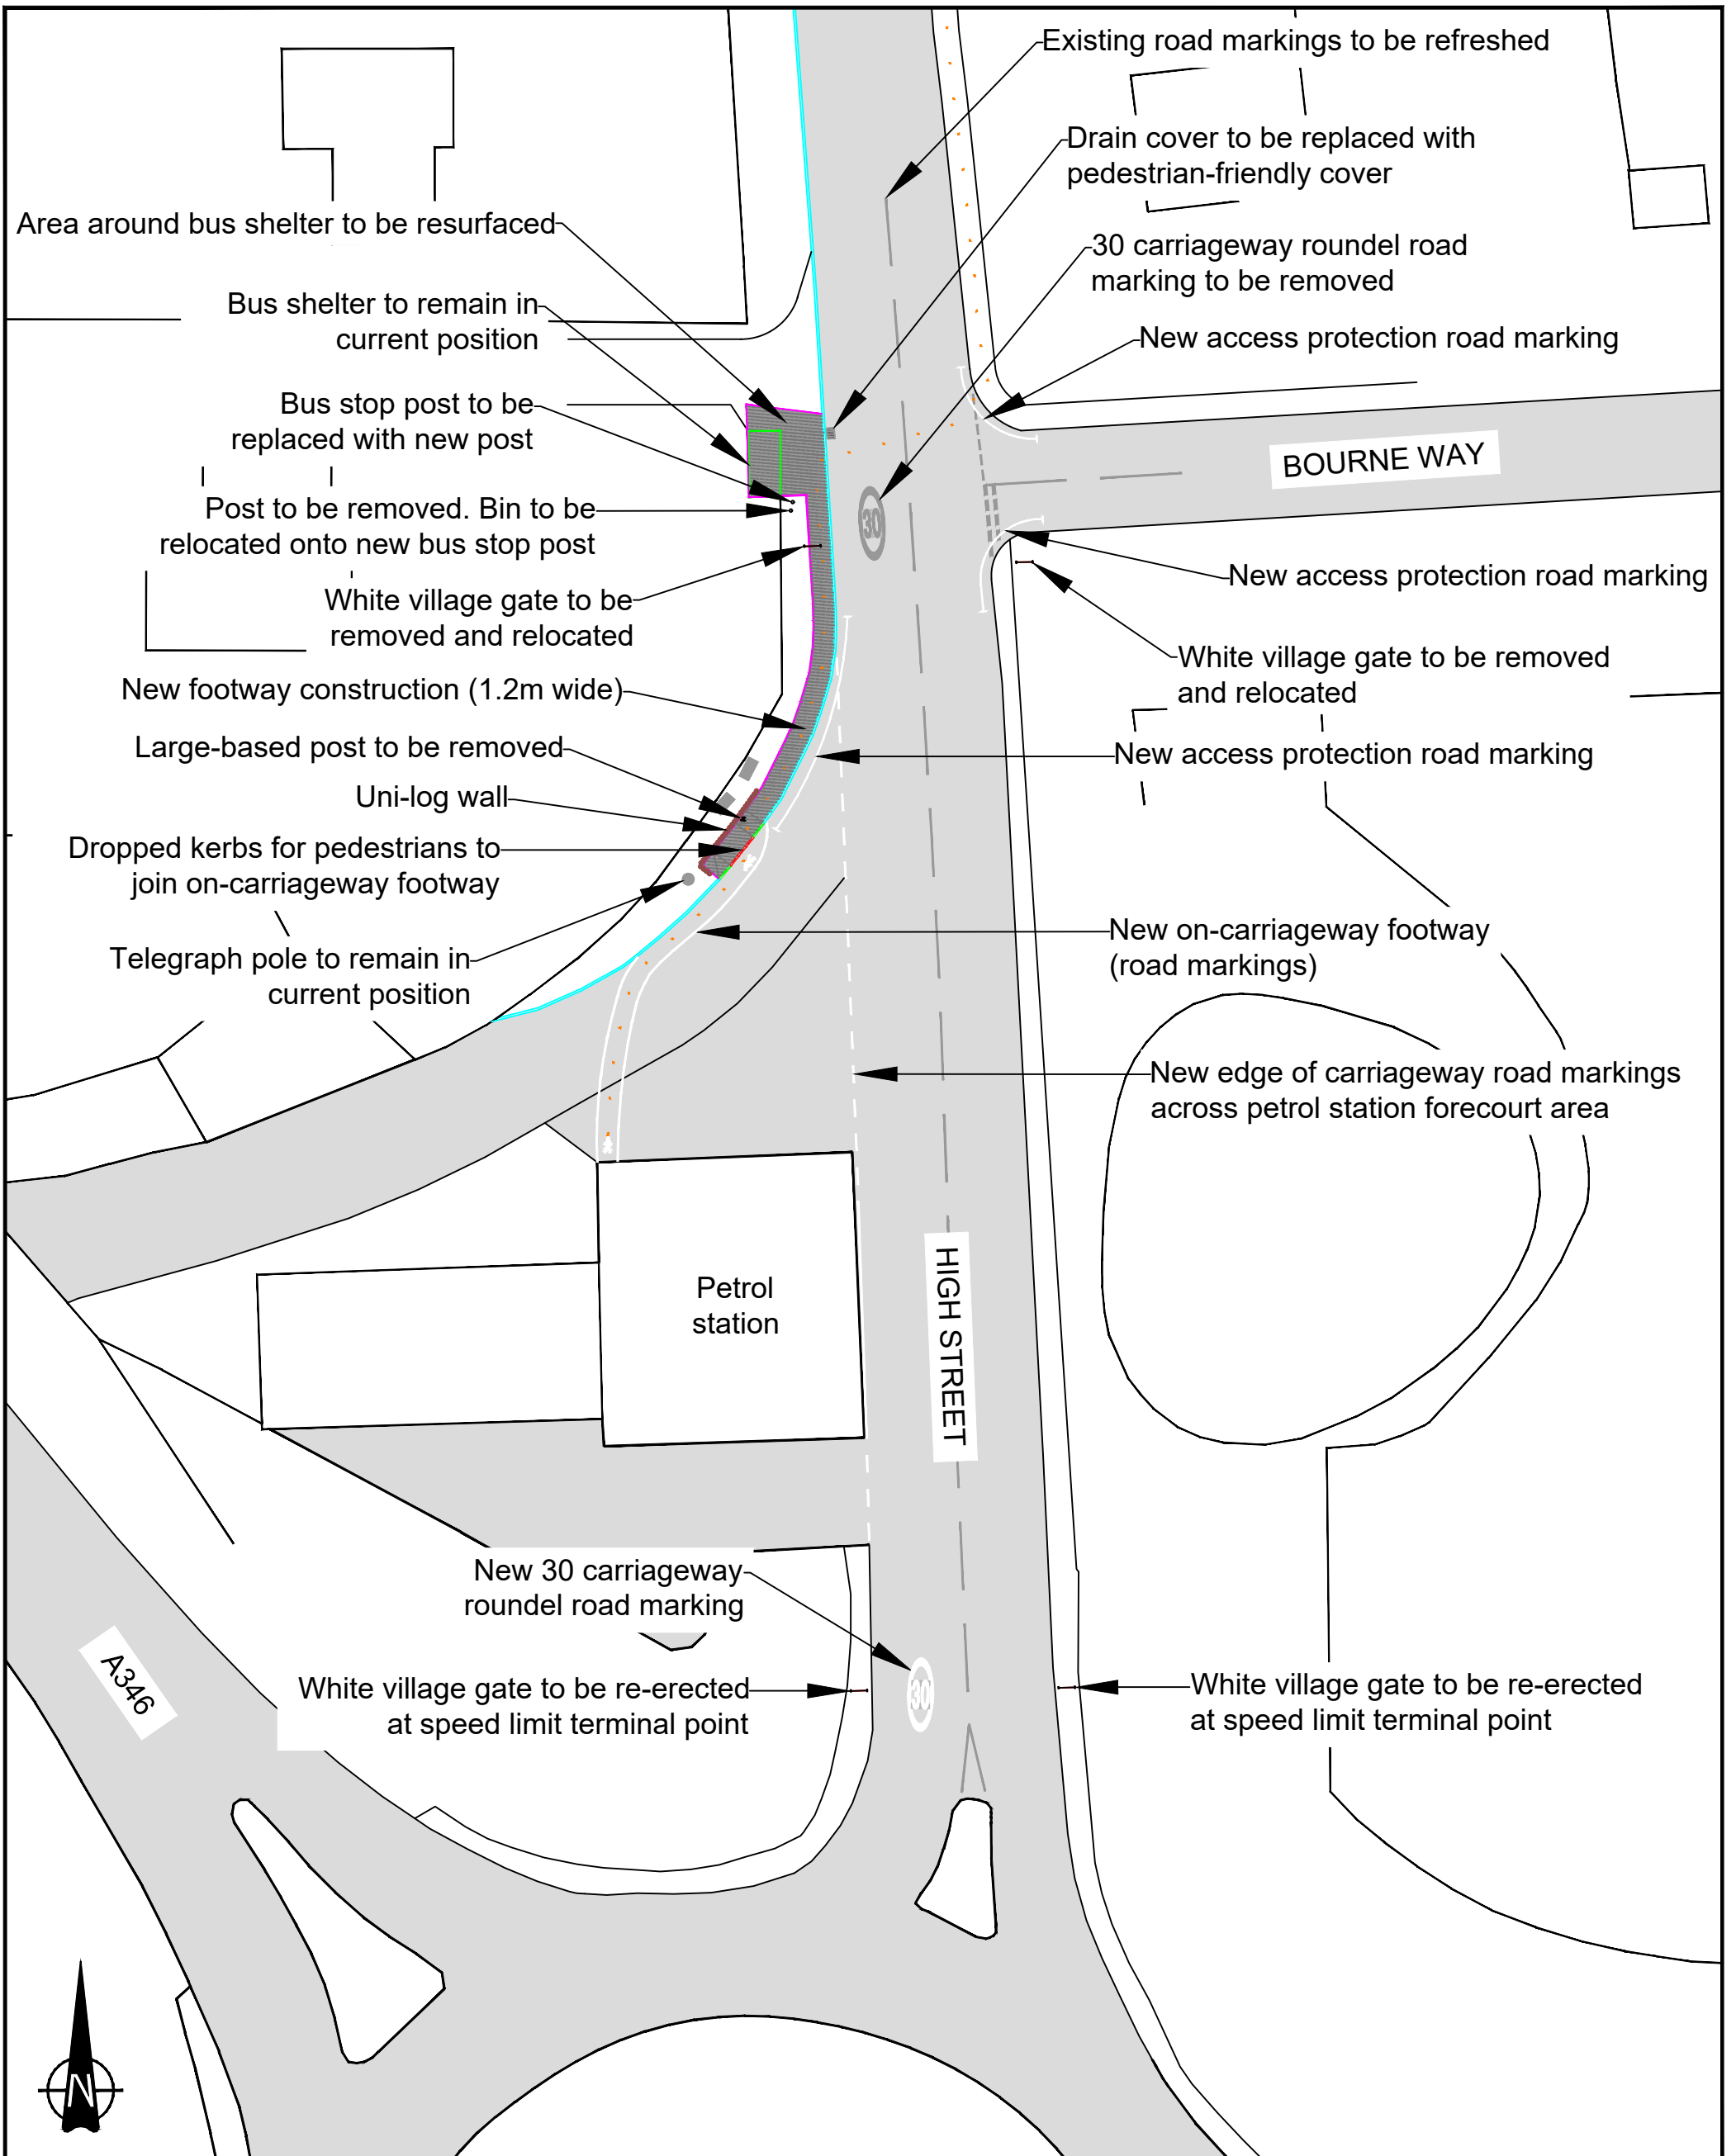 Existing road markings to be refreshed
Drain cover to be replaced with
pedestrian-friendly cover
Area around bus shelter to be resurfaced
30 carriageway roundel road
marking to be removed
Bus shelter to remain in
current position
New access protection road marking
Bus stop post to be
replaced with new post
BOURNE WAY
Post to be removed. Bin to be
relocated onto new bus stop post
30
New access protection road marking
White village gate to be
removed and relocated
White village gate to be removed
and relocated
New footway construction (1.2m wide)
Large-based post to be removed
New access protection road marking
Uni-log wall
Dropped kerbs for pedestrians to
join on-carriageway footway
New on-carriageway footway
(road markings)
Telegraph pole to remain in
current position
New edge of carriageway road markings
across petrol station forecourt area
Petrol
station
HIGH STREET
New 30 carriageway
roundel road marking
A346
30
White village gate to be re-erected
at speed limit terminal point
White village gate to be re-erected
at speed limit terminal point
N